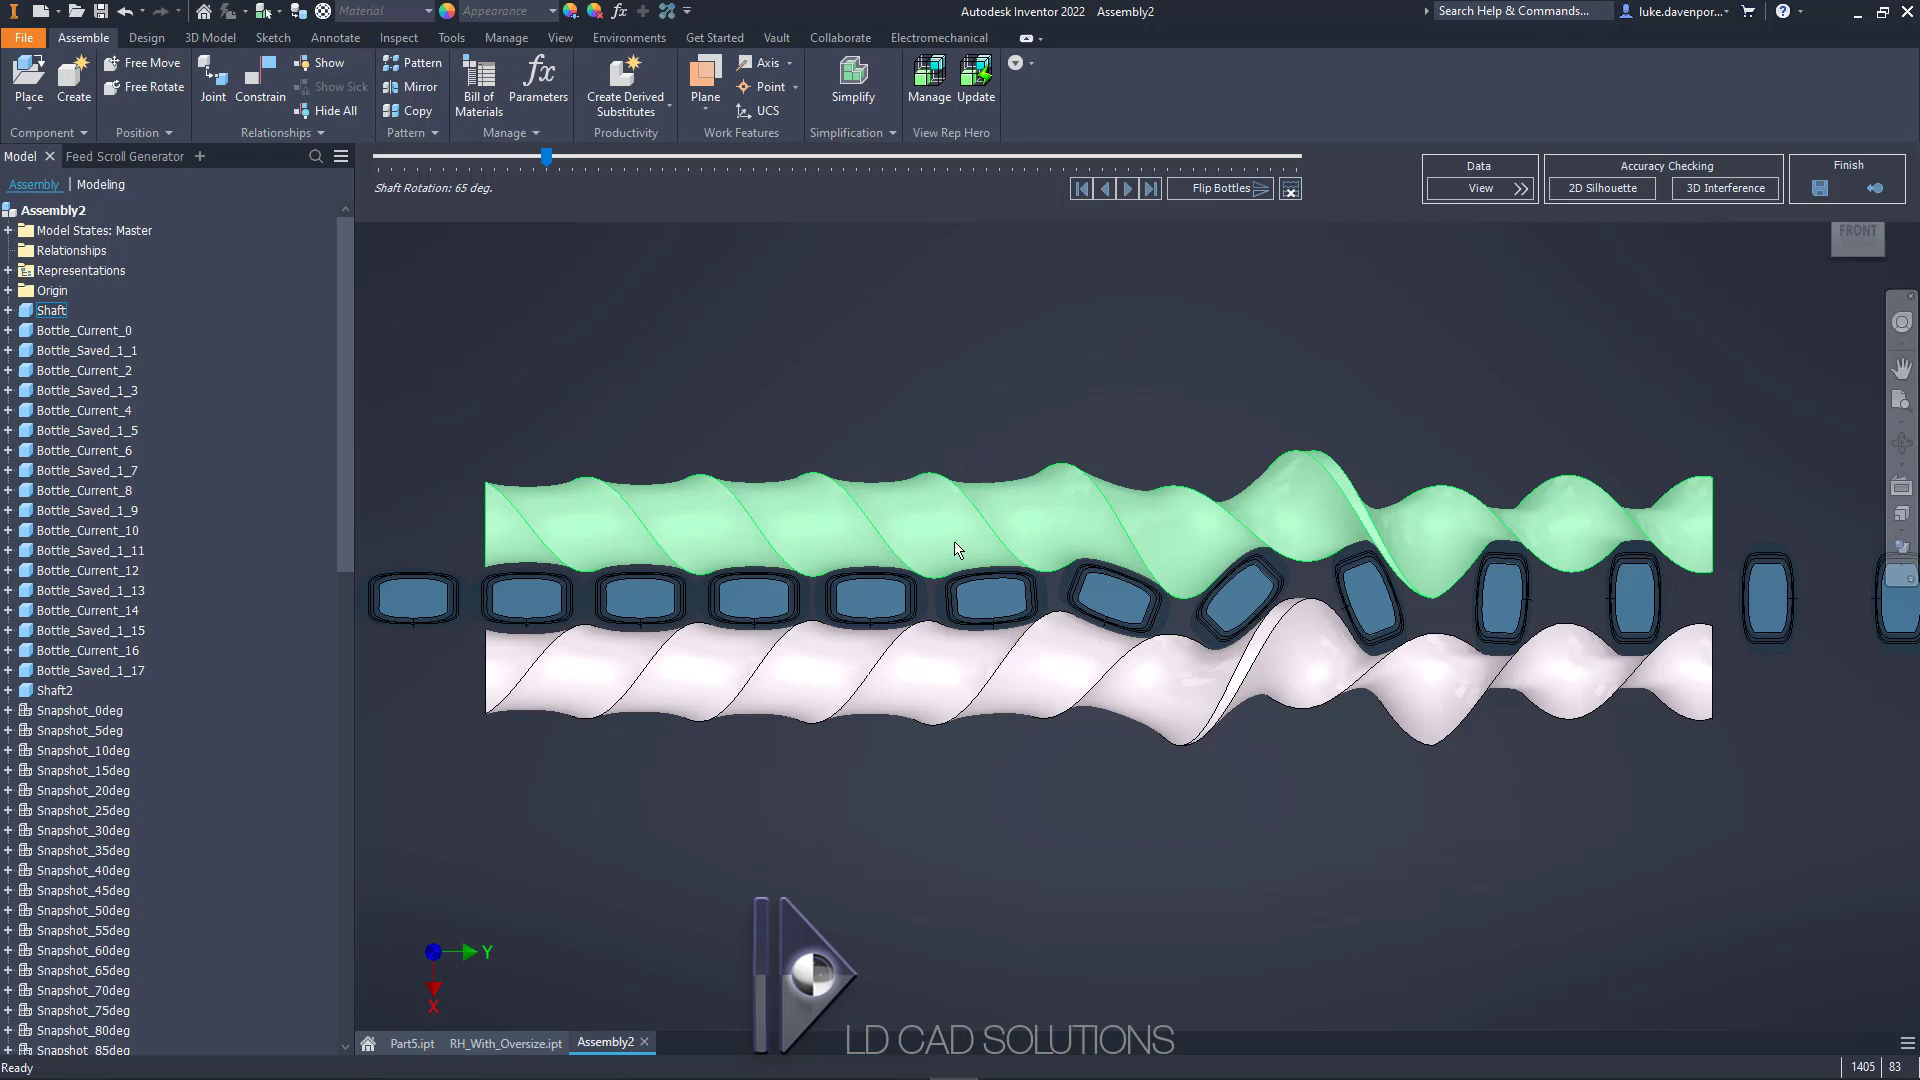 Material
Appearance
fx
Autodesk Inventor 2022 Assembly2
Search Help & Commands...
luke.davenpor...
File Assemble Design 3D Model Sketch Annotate Inspect Tools Manage View Environments Get Started Vault Collaborate Electromechanical
Place
Create
Free Move
Free Rotate
Joint
Constrain
Show
Show Sick
Hide All
Pattern
Mirror
Copy
Bill of
Materials
fx
Parameters
Create Derived
Substitutes
Plane
Axis
Point
UCS
Simplify
Manage
Update
Component Position Relationships Pattern Manage Productivity Work Features Simplification View Rep Hero
Model Feed Scroll Generator
Assembly Modeling
Shaft Rotation: 65 deg.
Flip Bottles
Data
View
Accuracy Checking
2D Silhouette
3D Interference
Finish
FRONT
Assembly2
Model States: Master
Relationships
Representations
Origin
Shaft
Bottle_Current_0
Bottle_Saved_1_1
Bottle_Current_2
Bottle_Saved_1_3
Bottle_Current_4
Bottle_Saved_1_5
Bottle_Current_6
Bottle_Saved_1_7
Bottle_Current_8
Bottle_Saved_1_9
Bottle_Current_10
Bottle_Saved_1_11
Bottle_Current_12
Bottle_Saved_1_13
Bottle_Current_14
Bottle_Saved_1_15
Bottle_Current_16
Bottle_Saved_1_17
Shaft2
Snapshot_0deg
Snapshot_5deg
Snapshot_10deg
Snapshot_15deg
Snapshot_20deg
Snapshot_25deg
Snapshot_30deg
Snapshot_35deg
Snapshot_40deg
Snapshot_45deg
Snapshot_50deg
Snapshot_55deg
Snapshot_60deg
Snapshot_65deg
Snapshot_70deg
Snapshot_75deg
Snapshot_80deg
Snapshot_85deg
Y
X
LD CAD SOLUTIONS
Part5.ipt RH_With_Oversize.ipt Assembly2
Ready
1405 83